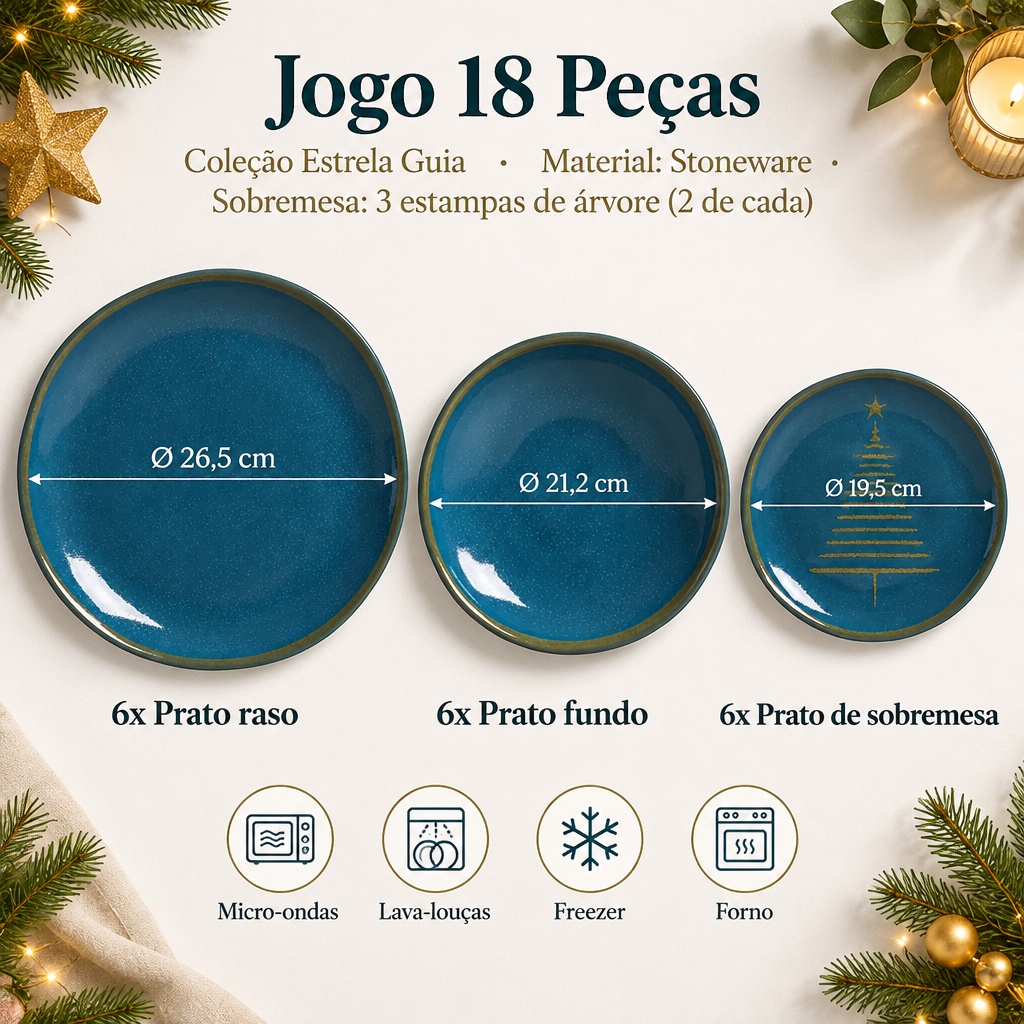 Jogo 18 Peças
Coleção Estrela Guia • Material: Stoneware •
Sobremesa: 3 estampas de árvore (2 de cada)
Ø 26,5 cm
Ø 21,2 cm
Ø 19,5 cm
6x Prato raso
6x Prato fundo
6x Prato de sobremesa
Micro-ondas
Lava-louças
Freezer
Forno